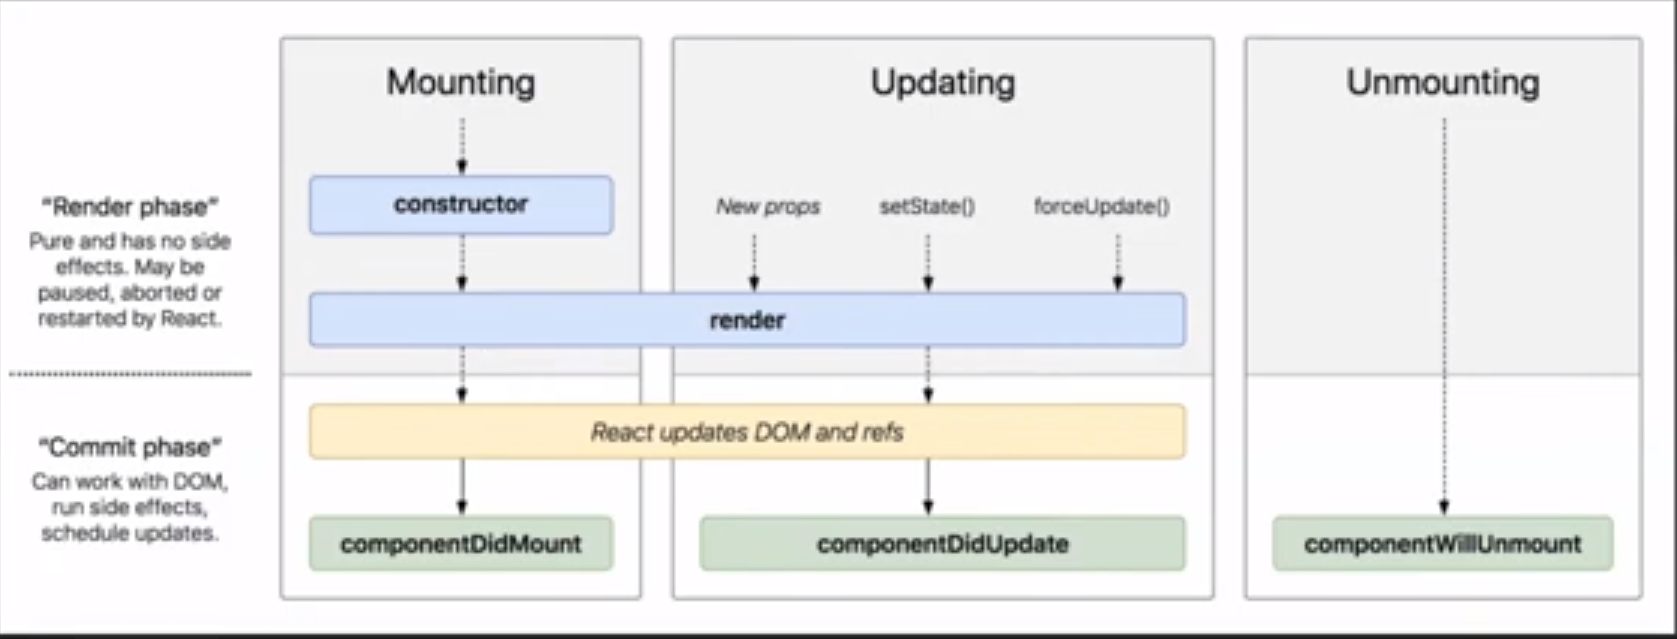 Mounting
Updating
Unmounting
“Render phase”
Pure and has no side
effects. May be
paused, aborted or
restarted by React.
constructor
New props
setState()
forceUpdate()
render
“Commit phase”
Can work with DOM,
run side effects,
schedule updates.
React updates DOM and refs
componentDidMount
componentDidUpdate
componentWillUnmount